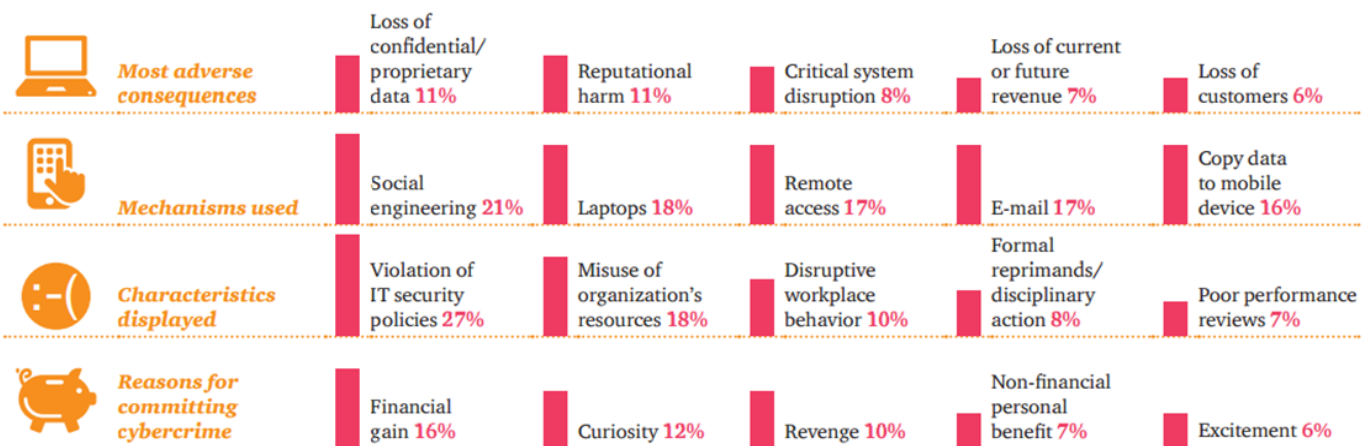 Most adverse
consequences
Loss of
confidential/
proprietary
data 11%
Reputational
harm 11%
Critical system
disruption 8%
Loss of current
or future
revenue 7%
Loss of
customers 6%
Mechanisms used
Social
engineering 21%
Laptops 18%
Remote
access 17%
E-mail 17%
Copy data
to mobile
device 16%
Characteristics
displayed
Violation of
IT security
policies 27%
Misuse of
organization's
resources 18%
Disruptive
workplace
behavior 10%
Formal
reprimands/
disciplinary
action 8%
Poor performance
reviews 7%
Reasons for
committing
cybercrime
Financial
gain 16%
Curiosity 12%
Revenge 10%
Non-financial
personal
benefit 7%
Excitement 6%